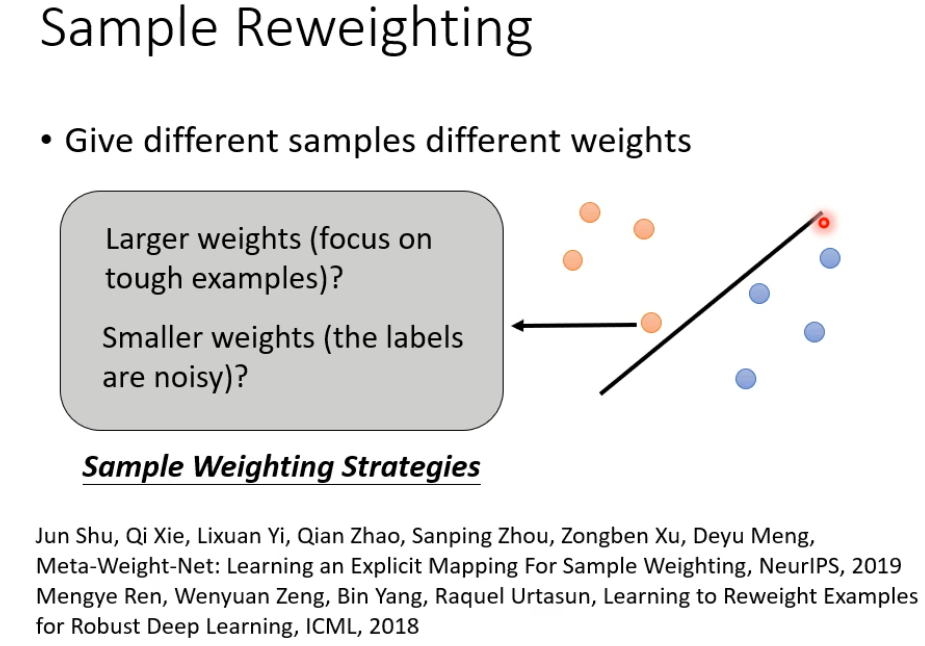 Sample Reweighting
• Give different samples different weights
Larger weights (focus on
tough examples)?
Smaller weights (the labels
are noisy)?
Sample Weighting Strategies
Jun Shu, Qi Xie, Lixuan Yi, Qian Zhao, Sanping Zhou, Zongben Xu, Deyu Meng,
Meta-Weight-Net: Learning an Explicit Mapping For Sample Weighting, NeurIPS, 2019
Mengye Ren, Wenyuan Zeng, Bin Yang, Raquel Urtasun, Learning to Reweight Examples
for Robust Deep Learning, ICML, 2018